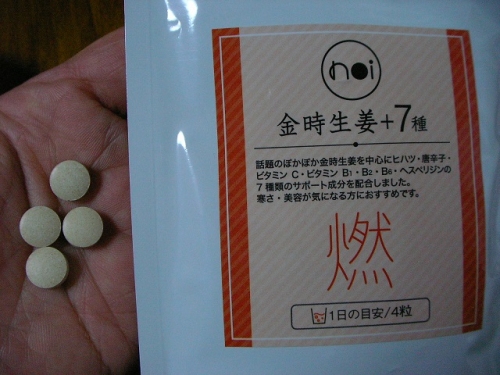 noi
金時生姜+7種
話題のぽかぽか金時生姜を中心にヒハツ・唐辛子・
ビタミン C・ビタミン B1・B2・B6・ヘスペリジンの
7 種類のサポート成分を配合しました。
寒さ・美容が気になる方におすすめです。
燃
1日の目安/4粒